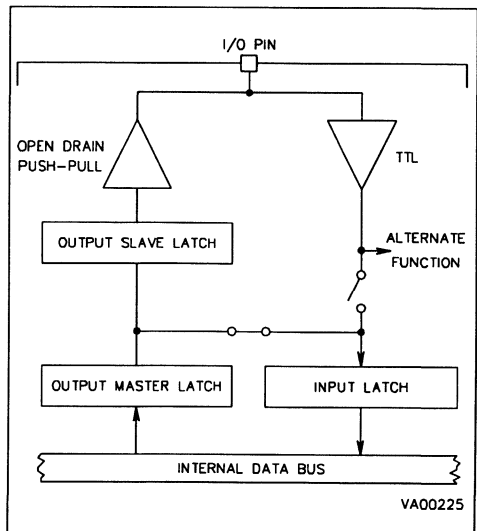 I/O PIN
OPEN DRAIN
PUSH-PULL
TTL
OUTPUT SLAVE LATCH
ALTERNATE
FUNCTION
OUTPUT MASTER LATCH
INPUT LATCH
INTERNAL DATA BUS
VA00225